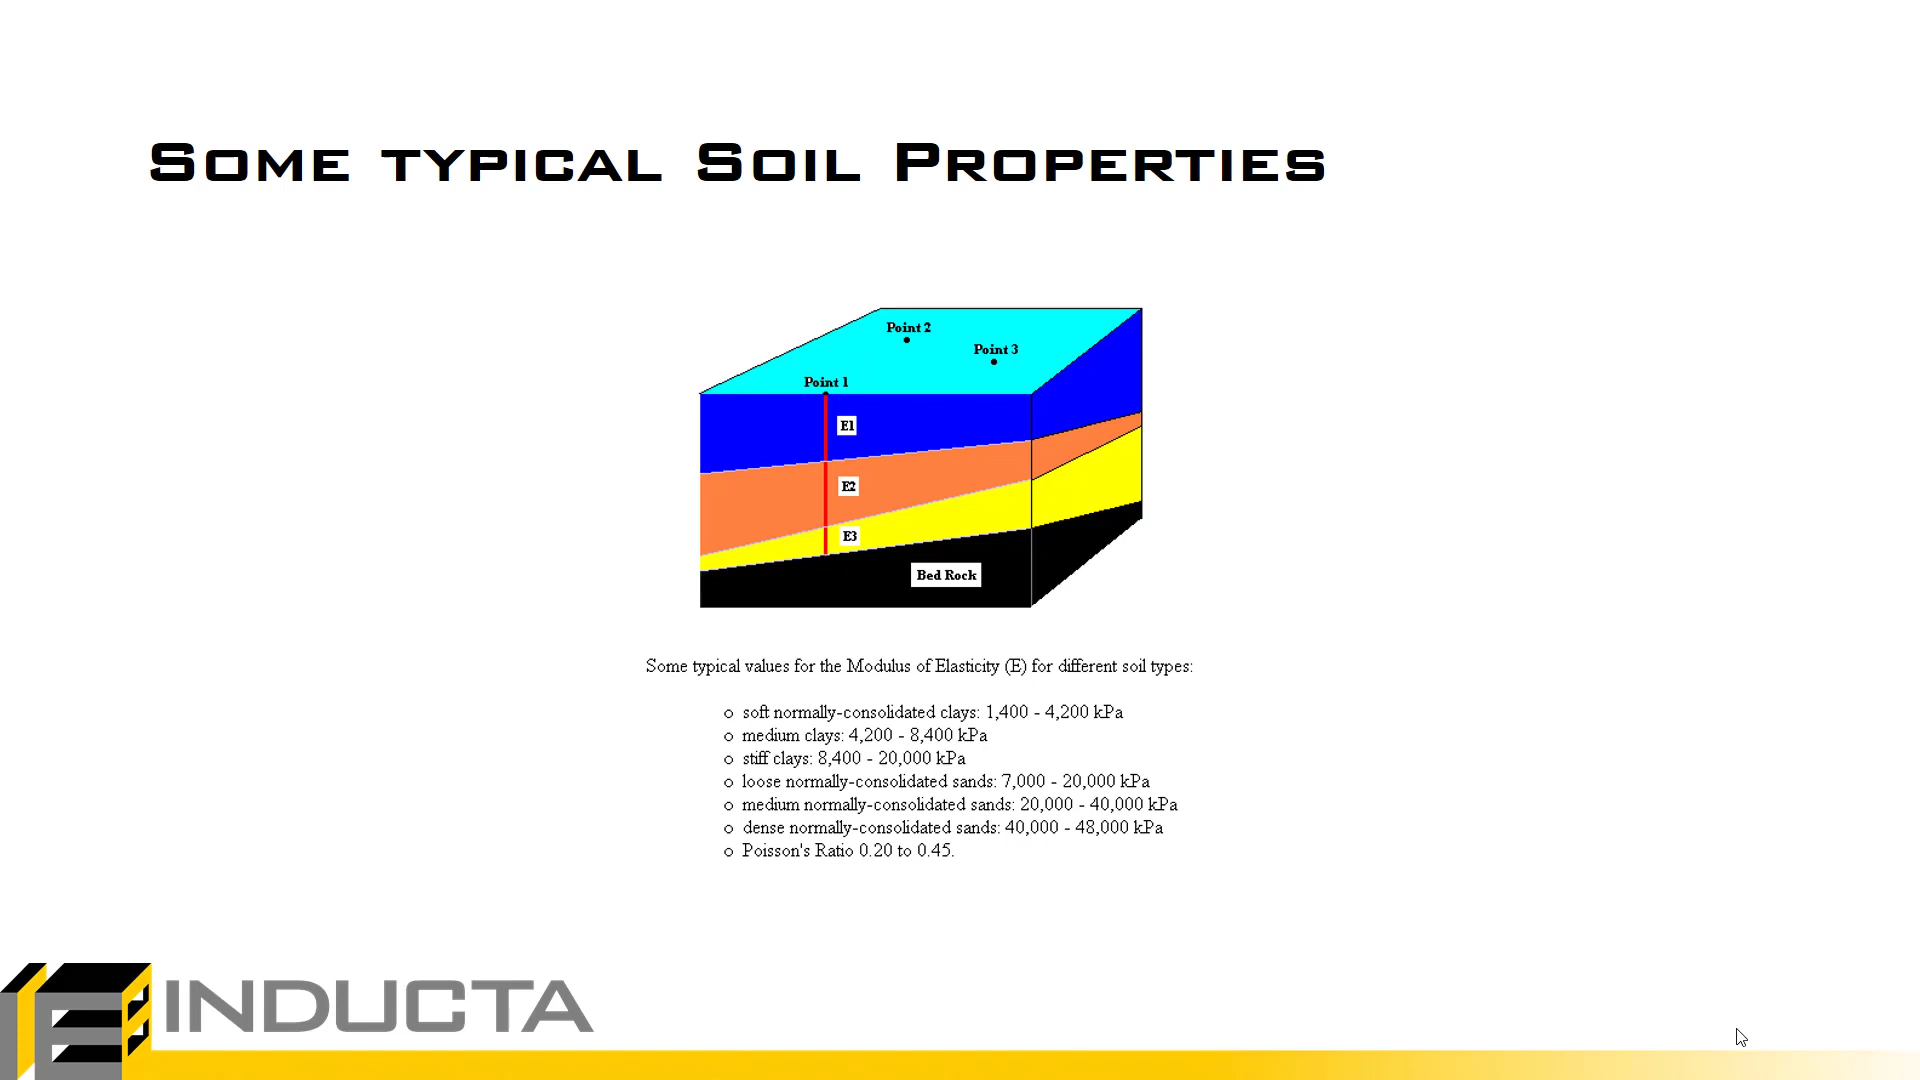 Some typical Soil Properties
Point 2
Point 3
Point 1
E1
E2
E3
Bed Rock
Some typical values for the Modulus of Elasticity (E) for different soil types:
o soft normally-consolidated clays: 1,400 - 4,200 kPa
o medium clays: 4,200 - 8,400 kPa
o stiff clays: 8,400 - 20,000 kPa
o loose normally-consolidated sands: 7,000 - 20,000 kPa
o medium normally-consolidated sands: 20,000 - 40,000 kPa
o dense normally-consolidated sands: 40,000 - 48,000 kPa
o Poisson's Ratio 0.20 to 0.45.
INDUCTA